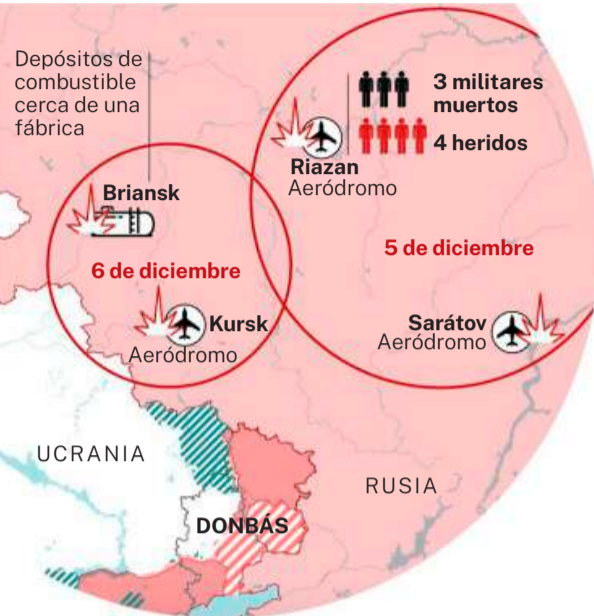 Depósitos de
combustible
cerca de una
fábrica
3 militares
muertos
4 heridos
Riazan
Aeródromo
Briansk
5 de diciembre
6 de diciembre
Kursk
Aeródromo
Sarátov
Aeródromo
UCRANIA
RUSIA
DONBÁS